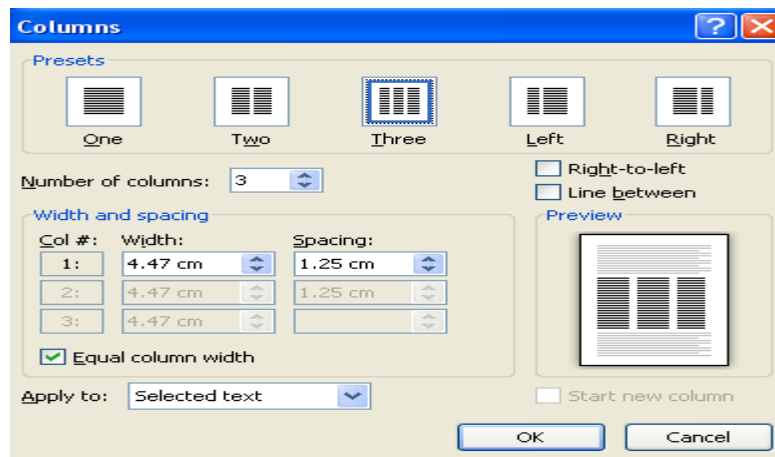 Columns
Presets
One Two Three Left Right
Number of columns: 3
Right-to-left
Line between
Width and spacing
Col #: Width: Spacing:
1: 4.47 cm 1.25 cm
2: 4.47 cm 1.25 cm
3: 4.47 cm
Equal column width
Preview
Apply to: Selected text
Start new column
OK Cancel